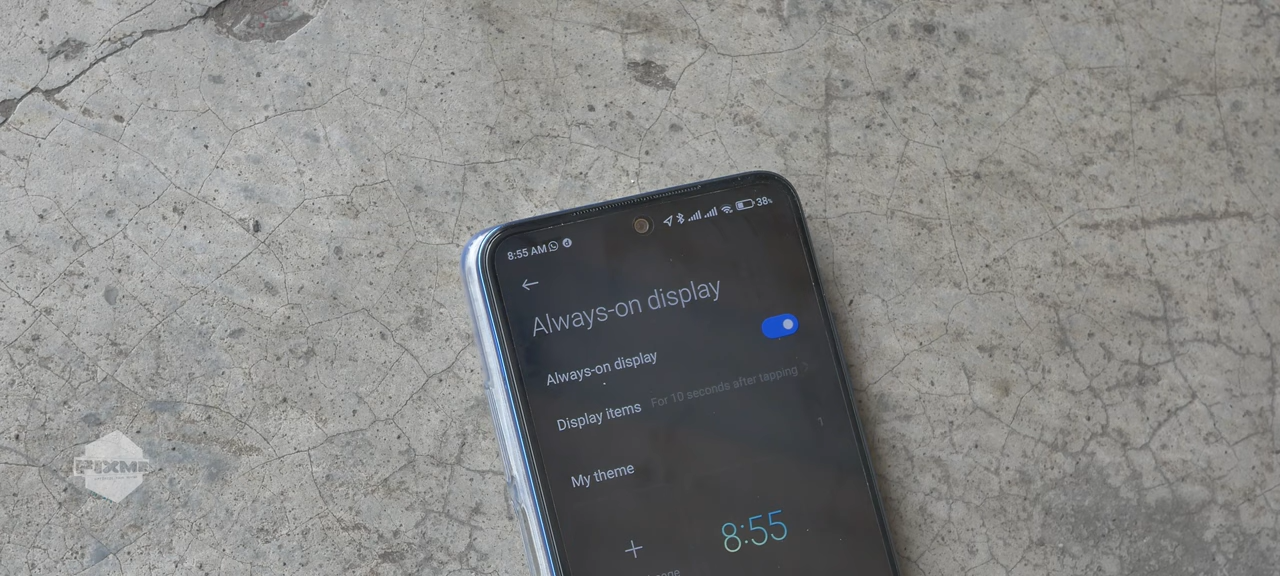 8:55 AM
38%
Always-on display
Always-on display
Display items For 10 seconds after tapping
My theme
8:55
PIXME